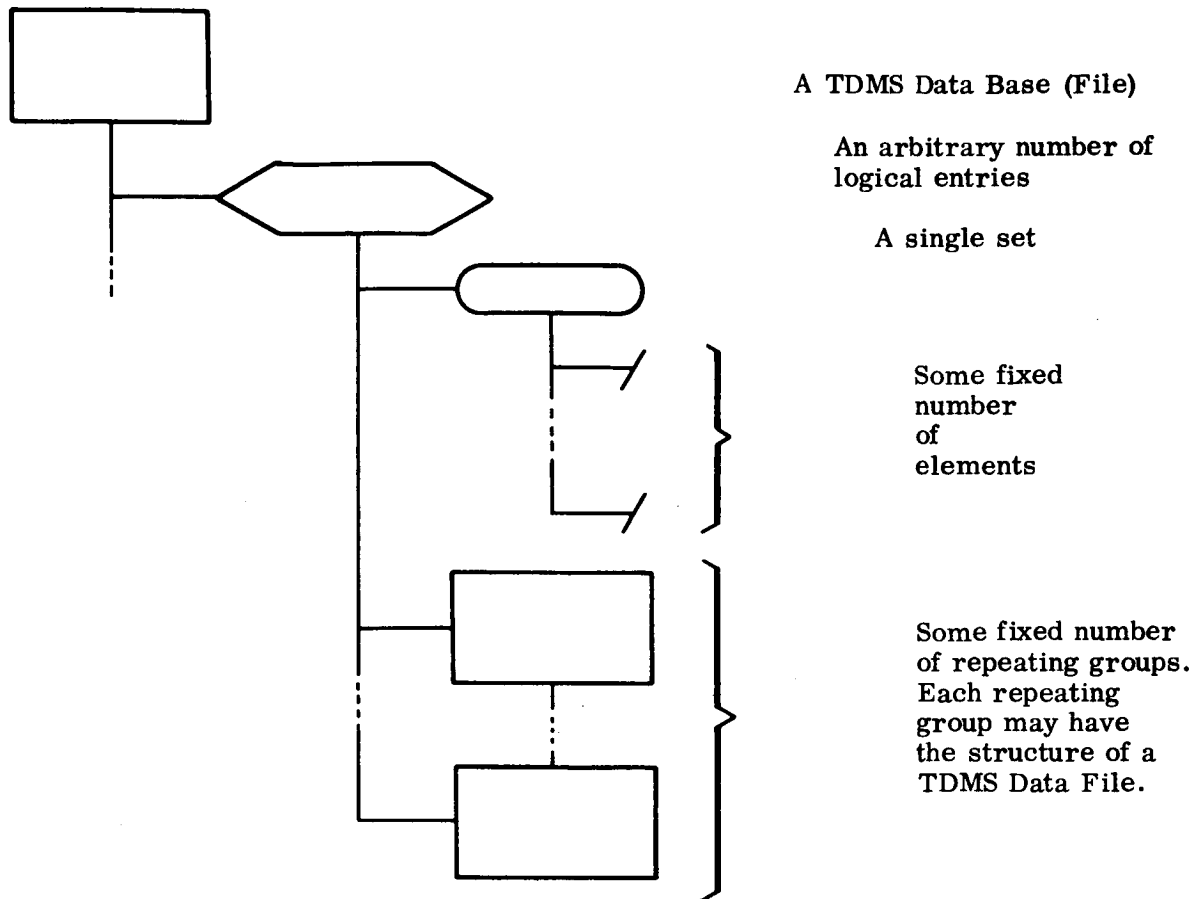 A TDMS Data Base (File)
An arbitrary number of
logical entries
A single set
Some fixed
number
of
elements
Some fixed number
of repeating groups.
Each repeating
group may have
the structure of a
TDMS Data File.